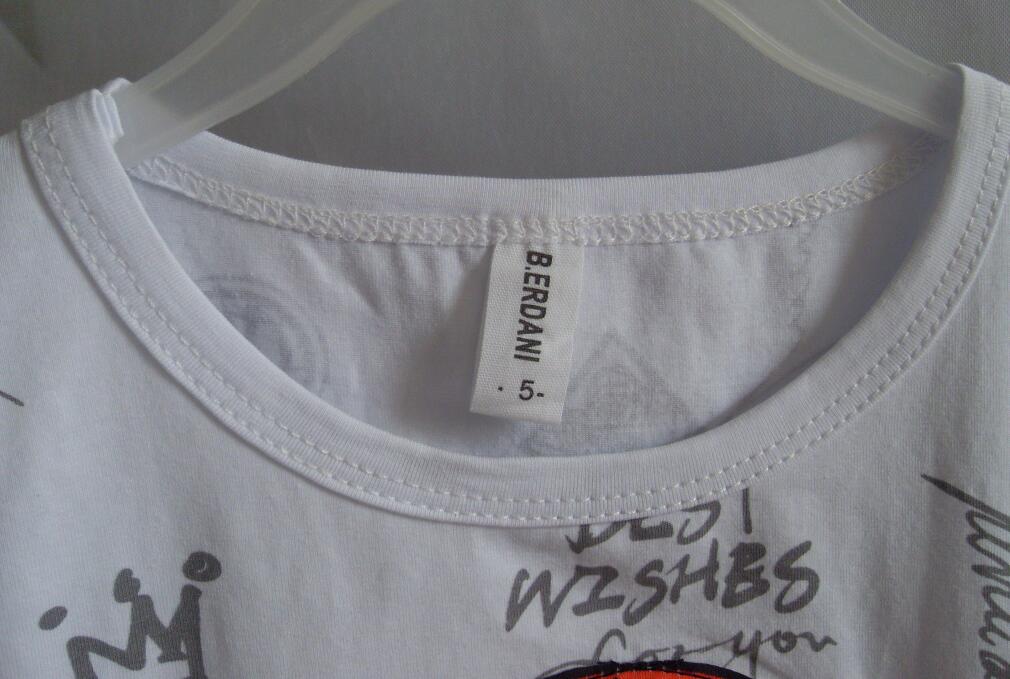 B.ERDANI
· 5-
BEST
WISHES
for you